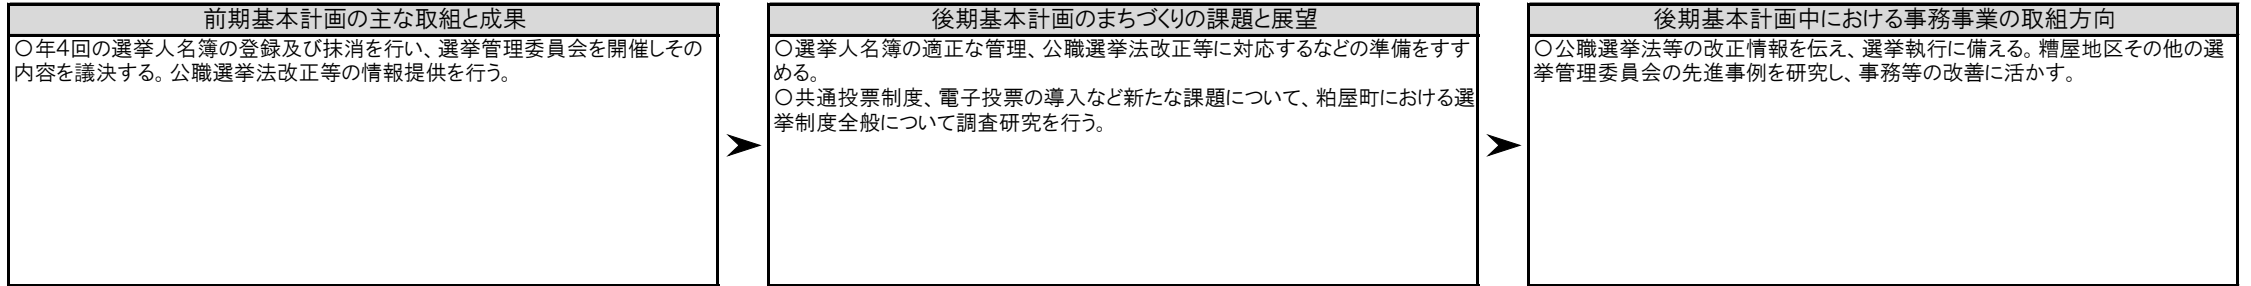 前期基本計画の主な取組と成果
○年4回の選挙人名簿の登録及び抹消を行い、選挙管理委員会を開催しその
内容を議決する。公職選挙法改正等の情報提供を行う。
後期基本計画のまちづくりの課題と展望
○選挙人名簿の適正な管理、公職選挙法改正等に対応するなどの準備をすす
める。
○共通投票制度、電子投票の導入など新たな課題について、粕屋町における選
挙制度全般について調査研究を行う。
後期基本計画中における事務事業の取組方向
○公職選挙法等の改正情報を伝え、選挙執行に備える。糟屋地区その他の選
挙管理委員会の先進事例を研究し、事務等の改善に活かす。